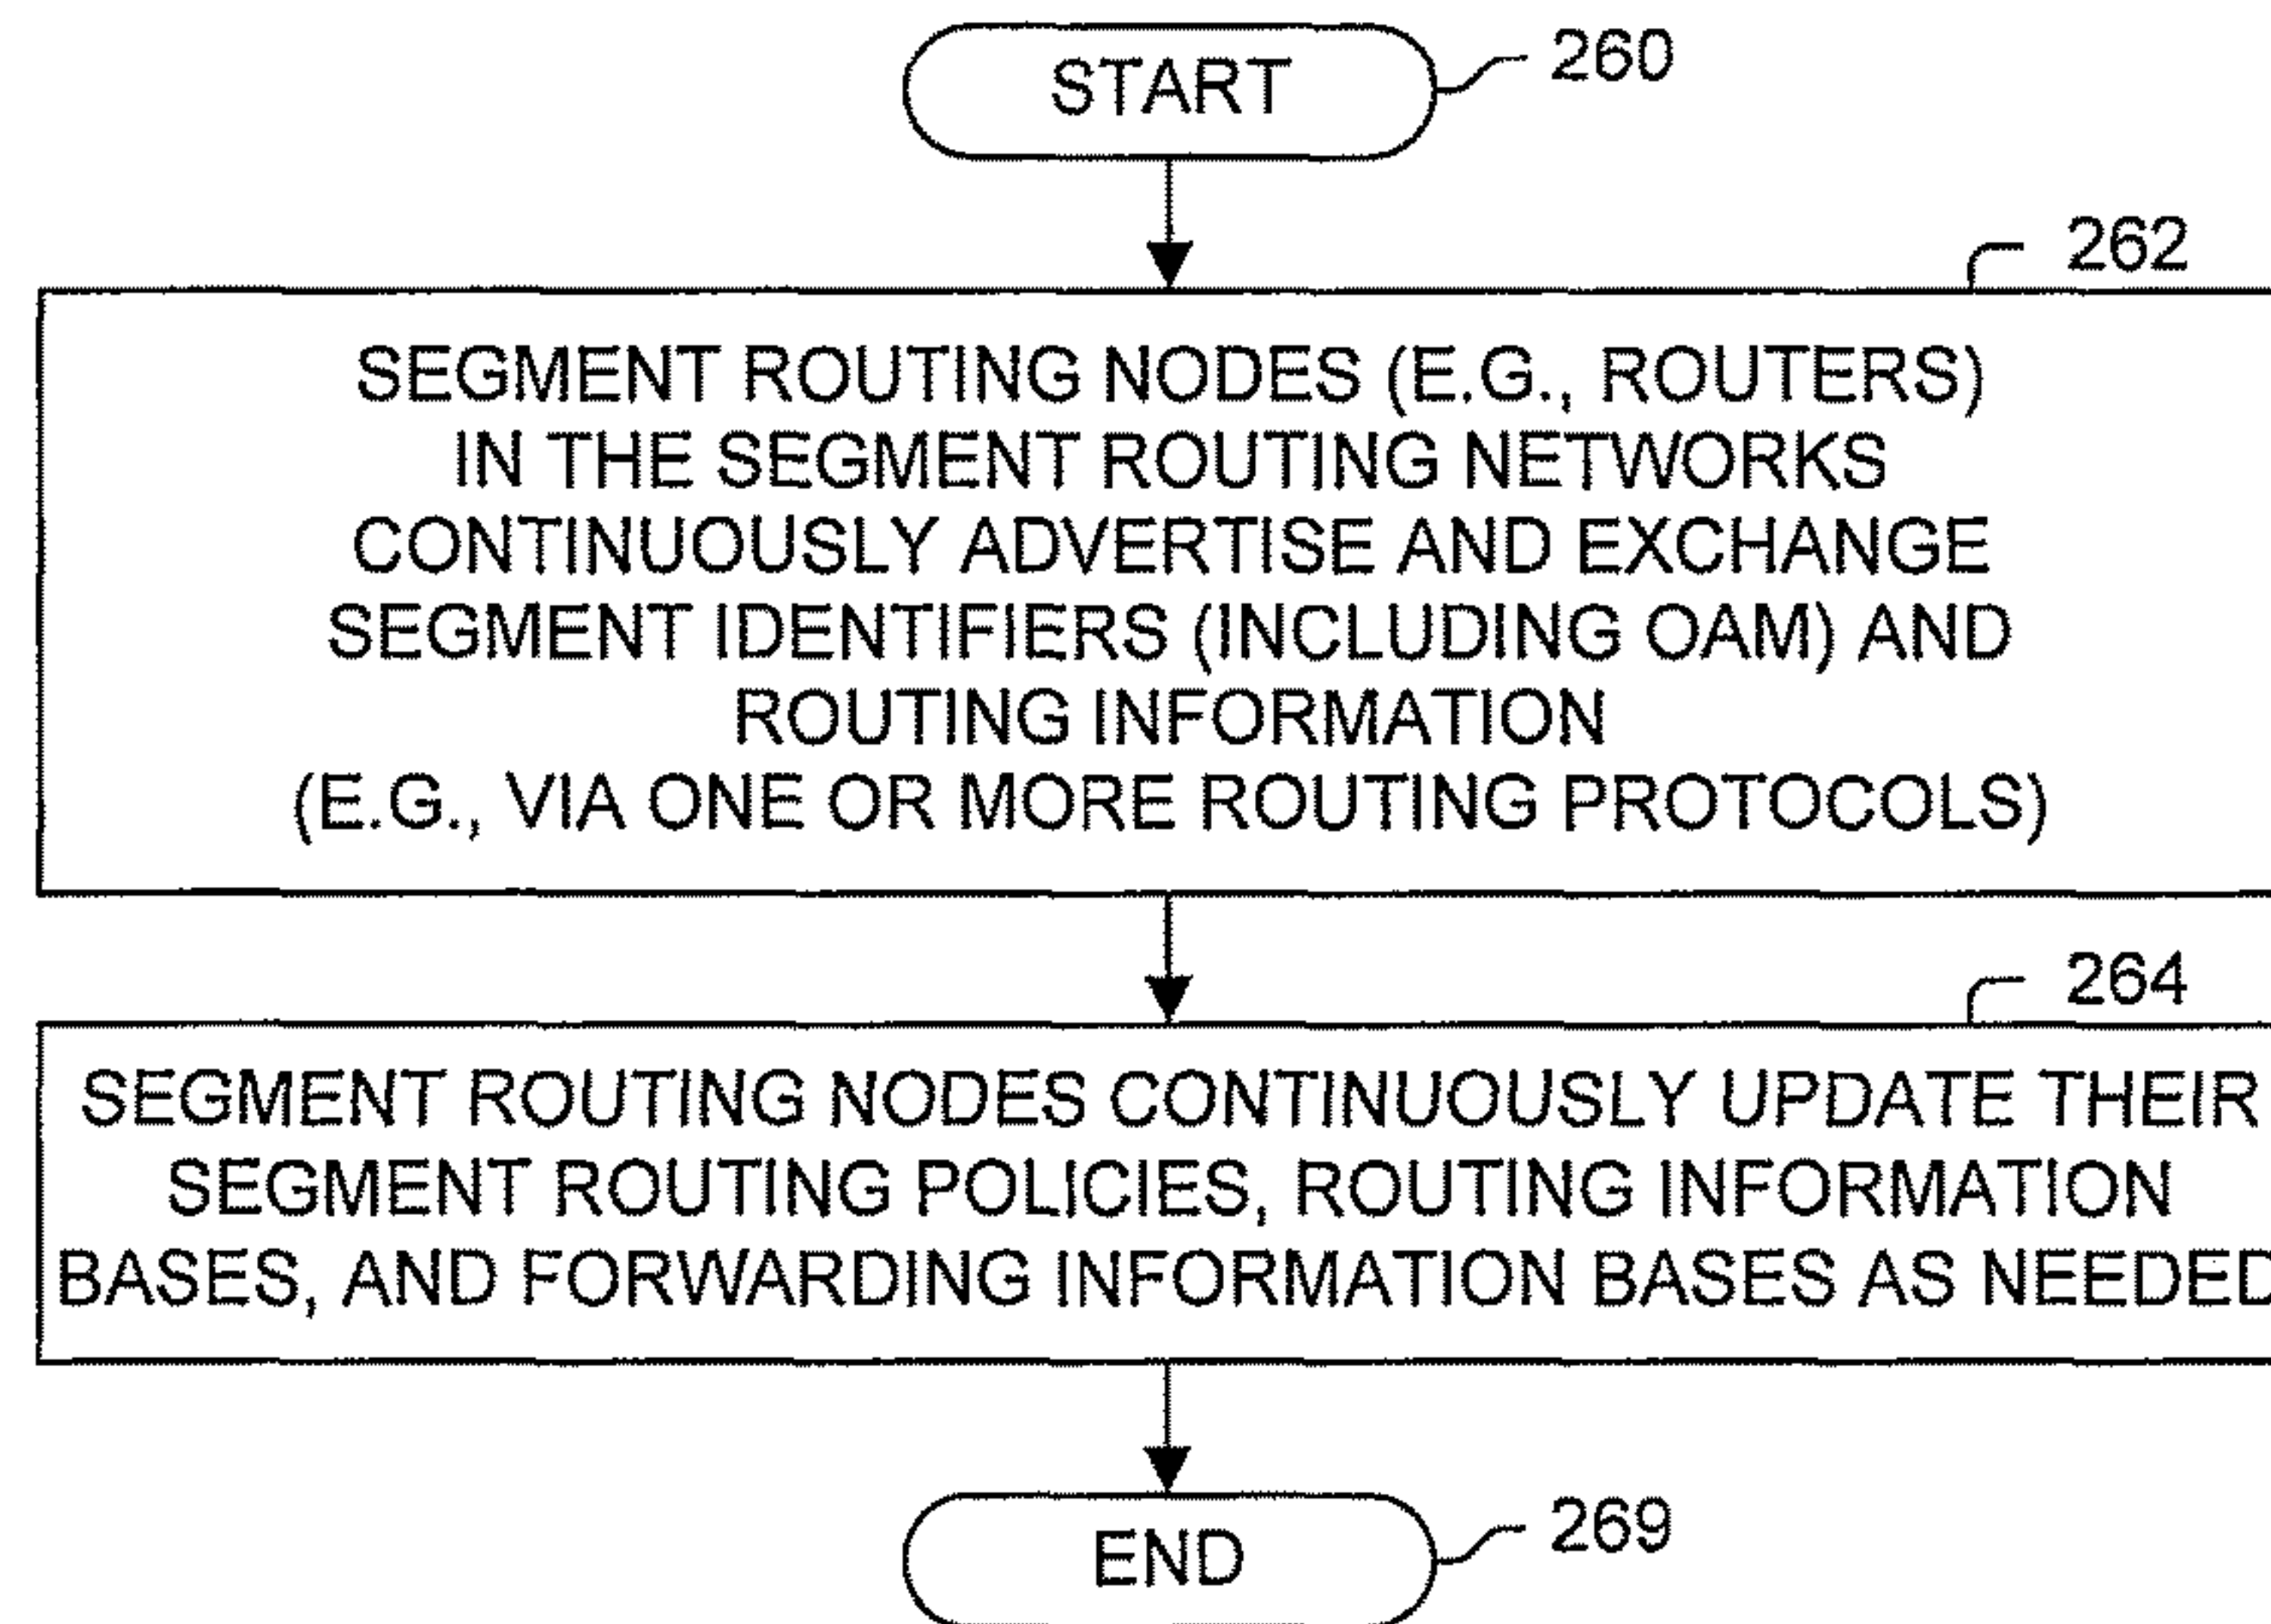 START
260
262
SEGMENT ROUTING NODES (E.G., ROUTERS)
IN THE SEGMENT ROUTING NETWORKS
CONTINUOUSLY ADVERTISE AND EXCHANGE
SEGMENT IDENTIFIERS (INCLUDING OAM) AND
ROUTING INFORMATION
(E.G., VIA ONE OR MORE ROUTING PROTOCOLS)
264
SEGMENT ROUTING NODES CONTINUOUSLY UPDATE THEIR
SEGMENT ROUTING POLICIES, ROUTING INFORMATION
BASES, AND FORWARDING INFORMATION BASES AS NEEDED
END
269